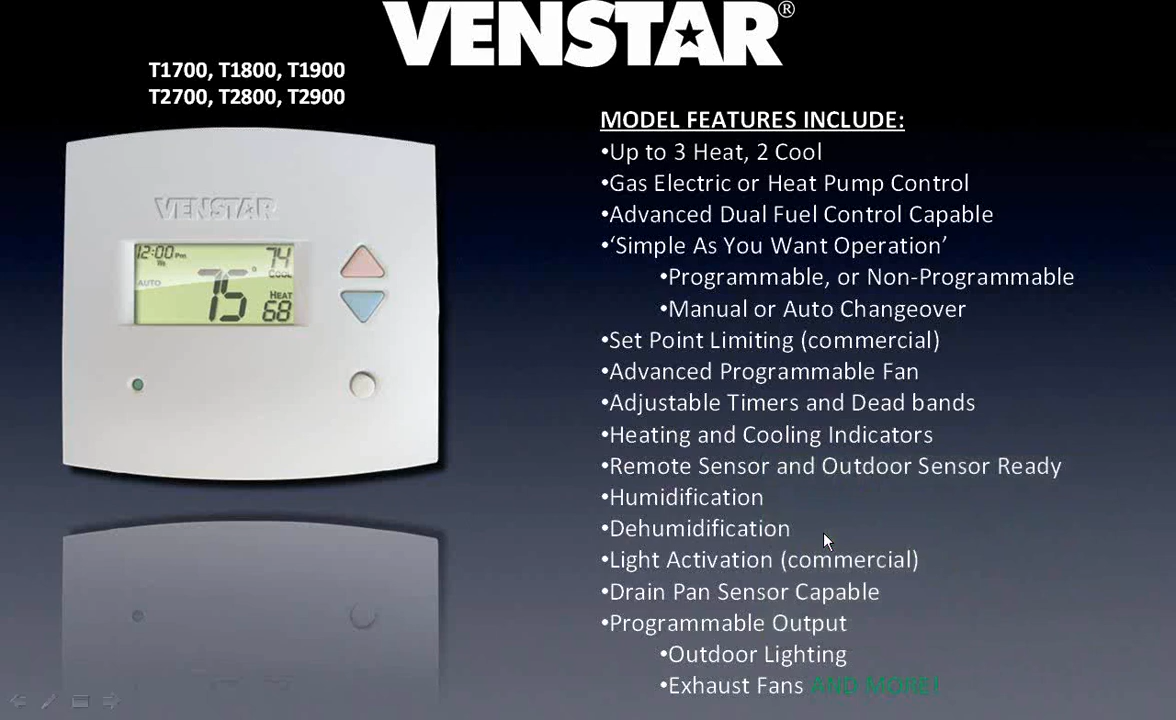 VENSTAR®
T1700, T1800, T1900
T2700, T2800, T2900
VENSTAR
12:00 Pm
We
74
COOL
AUTO
75°
HEAT
68
MODEL FEATURES INCLUDE:
•Up to 3 Heat, 2 Cool
•Gas Electric or Heat Pump Control
•Advanced Dual Fuel Control Capable
•‘Simple As You Want Operation’
•Programmable, or Non-Programmable
•Manual or Auto Changeover
•Set Point Limiting (commercial)
•Advanced Programmable Fan
•Adjustable Timers and Dead bands
•Heating and Cooling Indicators
•Remote Sensor and Outdoor Sensor Ready
•Humidification
•Dehumidification
•Light Activation (commercial)
•Drain Pan Sensor Capable
•Programmable Output
•Outdoor Lighting
•Exhaust Fans AND MORE!